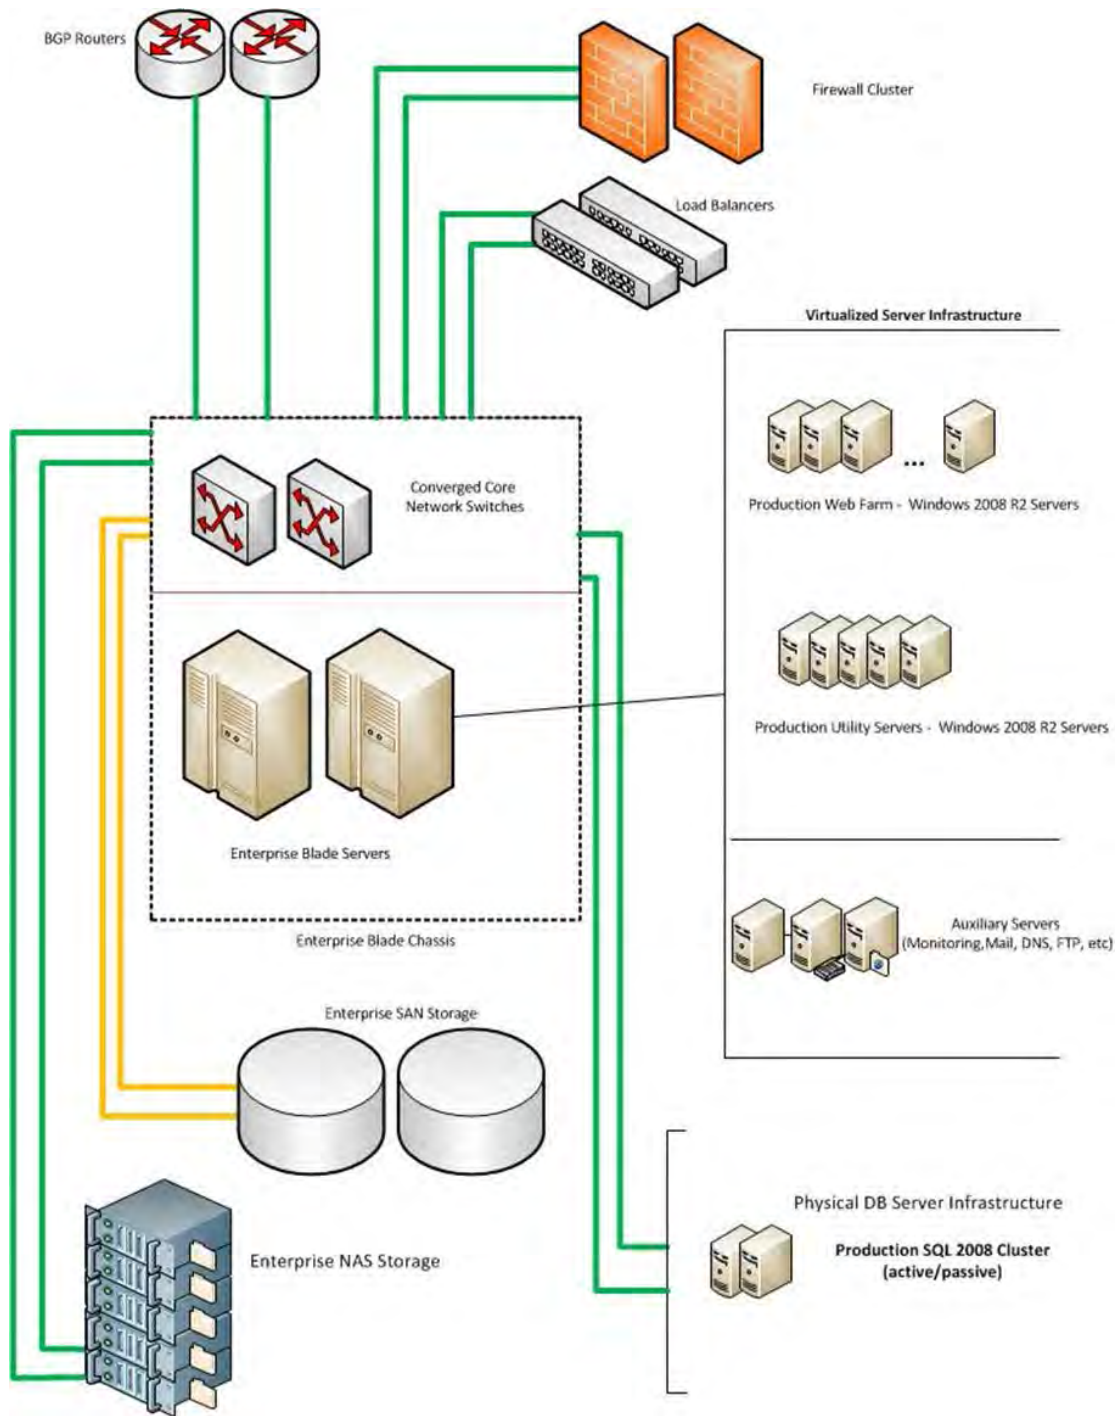 BGP Routers
Firewall Cluster
Load Balancers
Virtualized Server Infrastructure
...
Production Web Farm - Windows 2008 R2 Servers
Converged Core
Network Switches
Production Utility Servers - Windows 2008 R2 Servers
Enterprise Blade Servers
Auxiliary Servers
(Monitoring,Mail, DNS, FTP, etc)
Enterprise Blade Chassis
Enterprise SAN Storage
Physical DB Server Infrastructure
Production SQL 2008 Cluster
(active/passive)
Enterprise NAS Storage